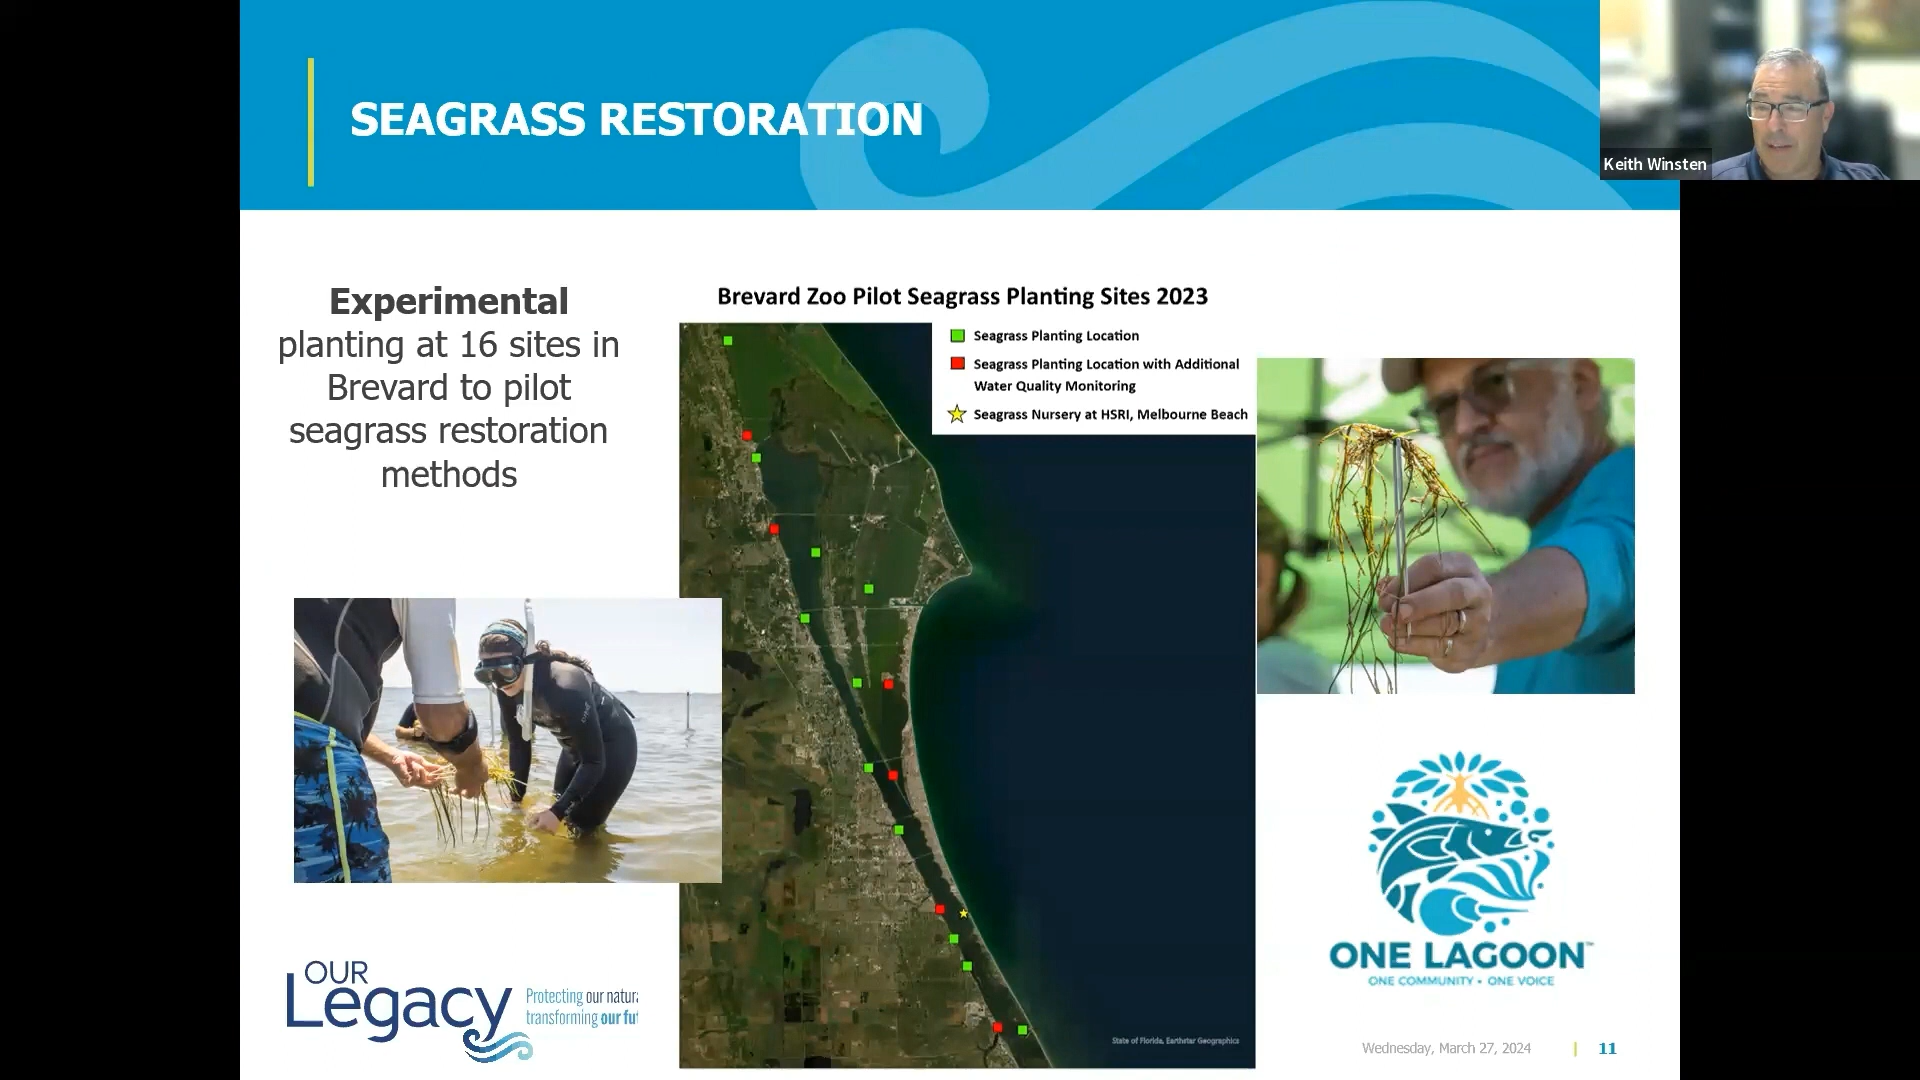 SEAGRASS RESTORATION
Keith Winsten
Experimental
planting at 16 sites in
Brevard to pilot
seagrass restoration
methods
Brevard Zoo Pilot Seagrass Planting Sites 2023
Seagrass Planting Location
Seagrass Planting Location with Additional
Water Quality Monitoring
Seagrass Nursery at HSRI, Melbourne Beach
State of Florida, Earthstar Geographics
OUR
Legacy
Protecting our natur
transforming our fu
ONE LAGOON™
ONE COMMUNITY • ONE VOICE
Wednesday, March 27, 2024 | 11